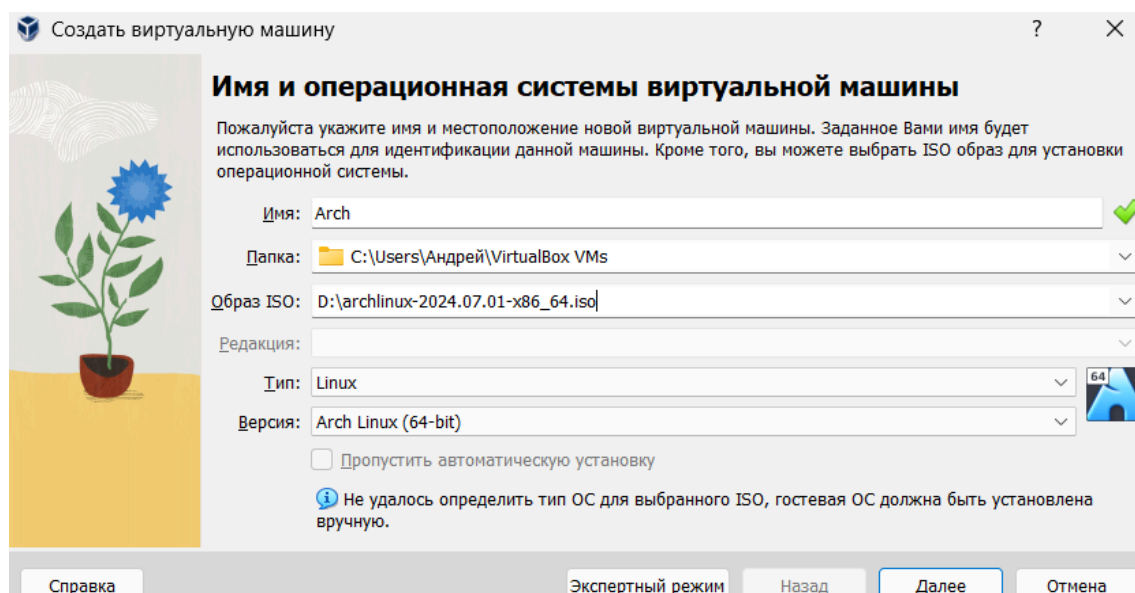 Создать виртуальную машину
?
Имя и операционная системы виртуальной машины
Пожалуйста укажите имя и местоположение новой виртуальной машины. Заданное Вами имя будет
использоваться для идентификации данной машины. Кроме того, вы можете выбрать ISO образ для установки
операционной системы.
Имя: Arch
Папка: C:\Users\Андрей\VirtualBox VMs
Образ ISO: D:\archlinux-2024.07.01-x86_64.iso
Редакция:
Тип: Linux
64
Версия: Arch Linux (64-bit)
Пропустить автоматическую установку
Не удалось определить тип ОС для выбранного ISO, гостевая ОС должна быть установлена
вручную.
Справка Экспертный режим Назад Далее Отмена